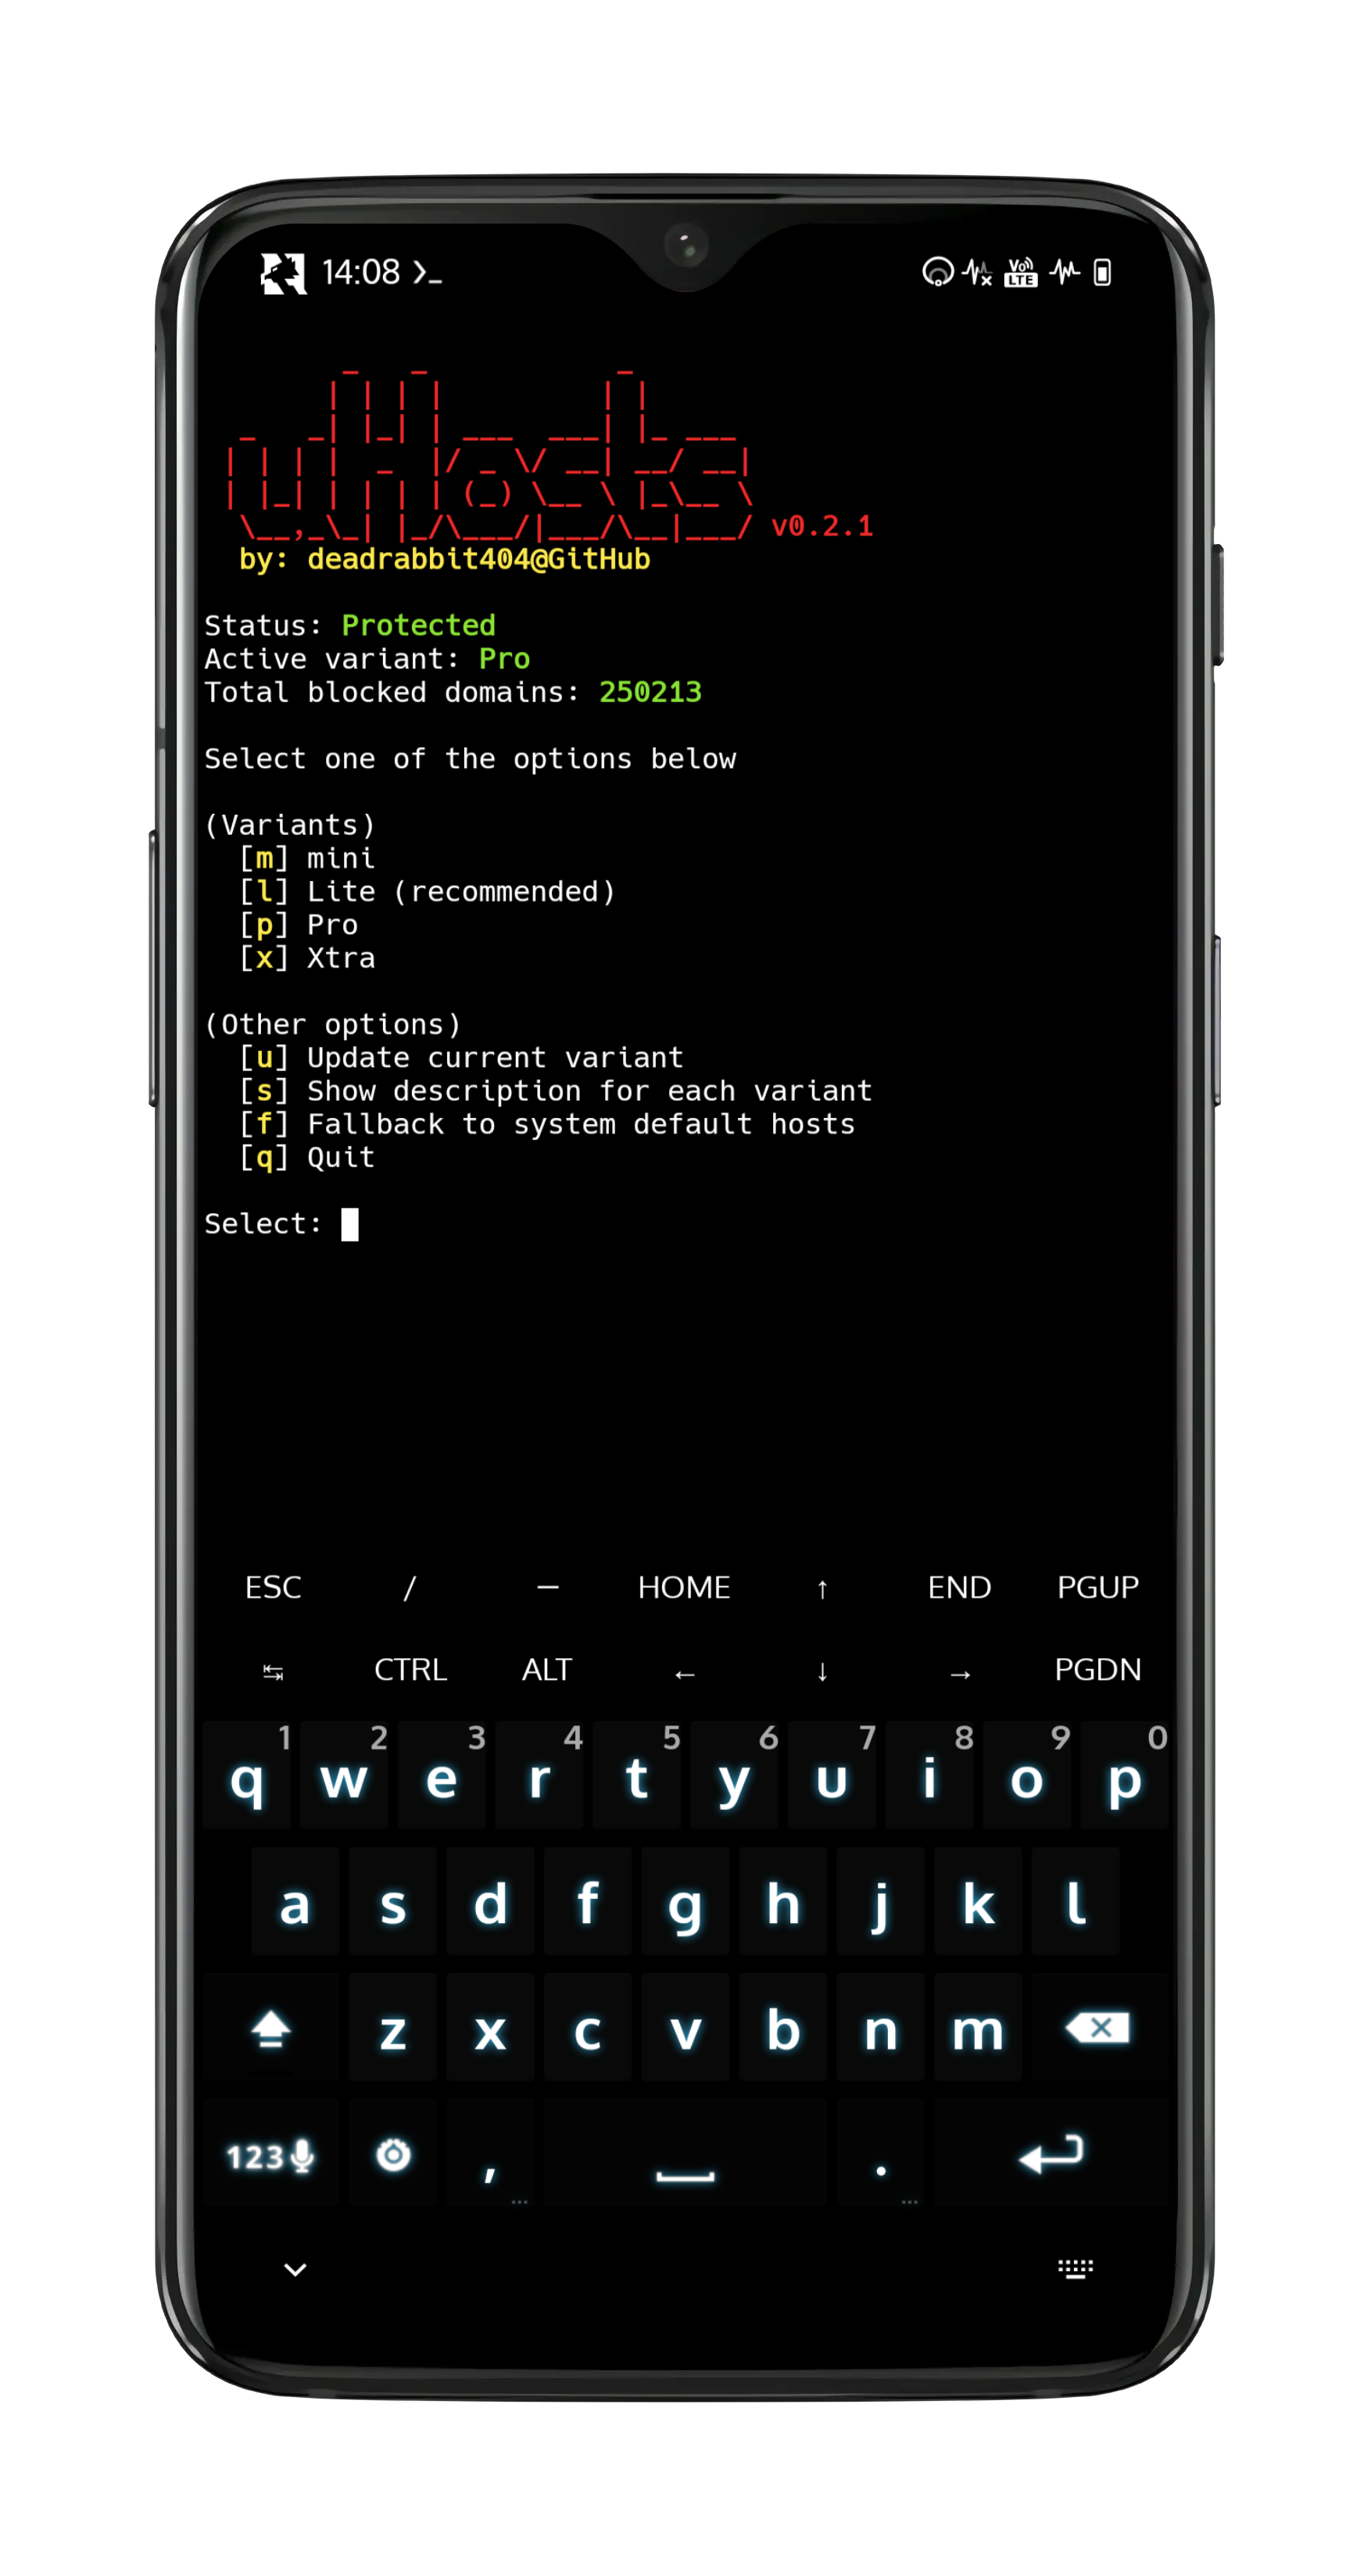 14:08
uHosts v0.2.1
by: deadrabbit404@GitHub
Status: Protected
Active variant: Pro
Total blocked domains: 250213
Select one of the options below
(Variants)
[m] mini
[l] Lite (recommended)
[p] Pro
[x] Xtra
(Other options)
[u] Update current variant
[s] Show description for each variant
[f] Fallback to system default hosts
[q] Quit
Select:
ESC / — HOME ↑ END PGUP
↹ CTRL ALT ← ↓ → PGDN
1 2 3 4 5 6 7 8 9 0
q w e r t y u i o p
a s d f g h j k l
z x c v b n m
123 , .
Vo LTE